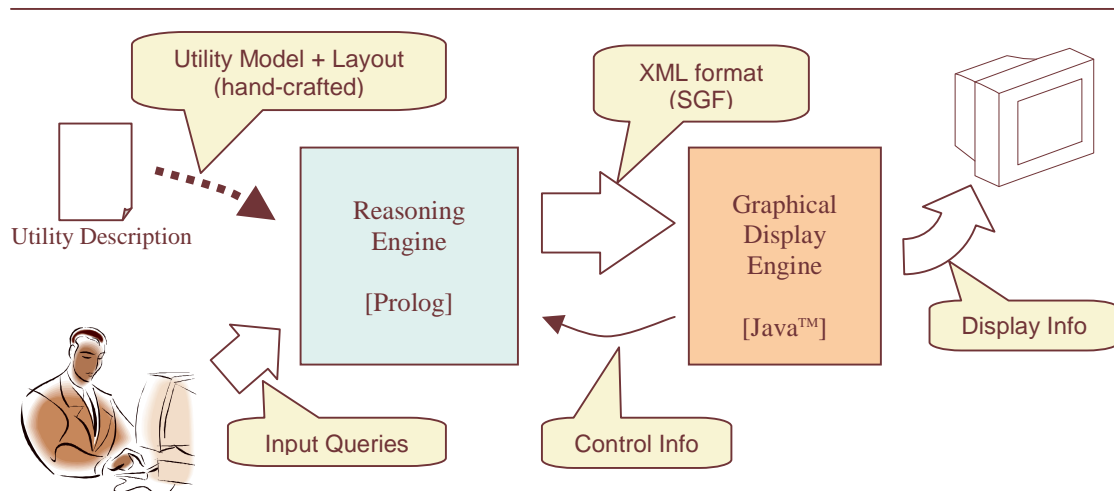 Utility Model + Layout
(hand-crafted)
XML format
(SGF)
Utility Description
Reasoning
Engine
[Prolog]
Graphical
Display
Engine
[Java™]
Display Info
Input Queries
Control Info